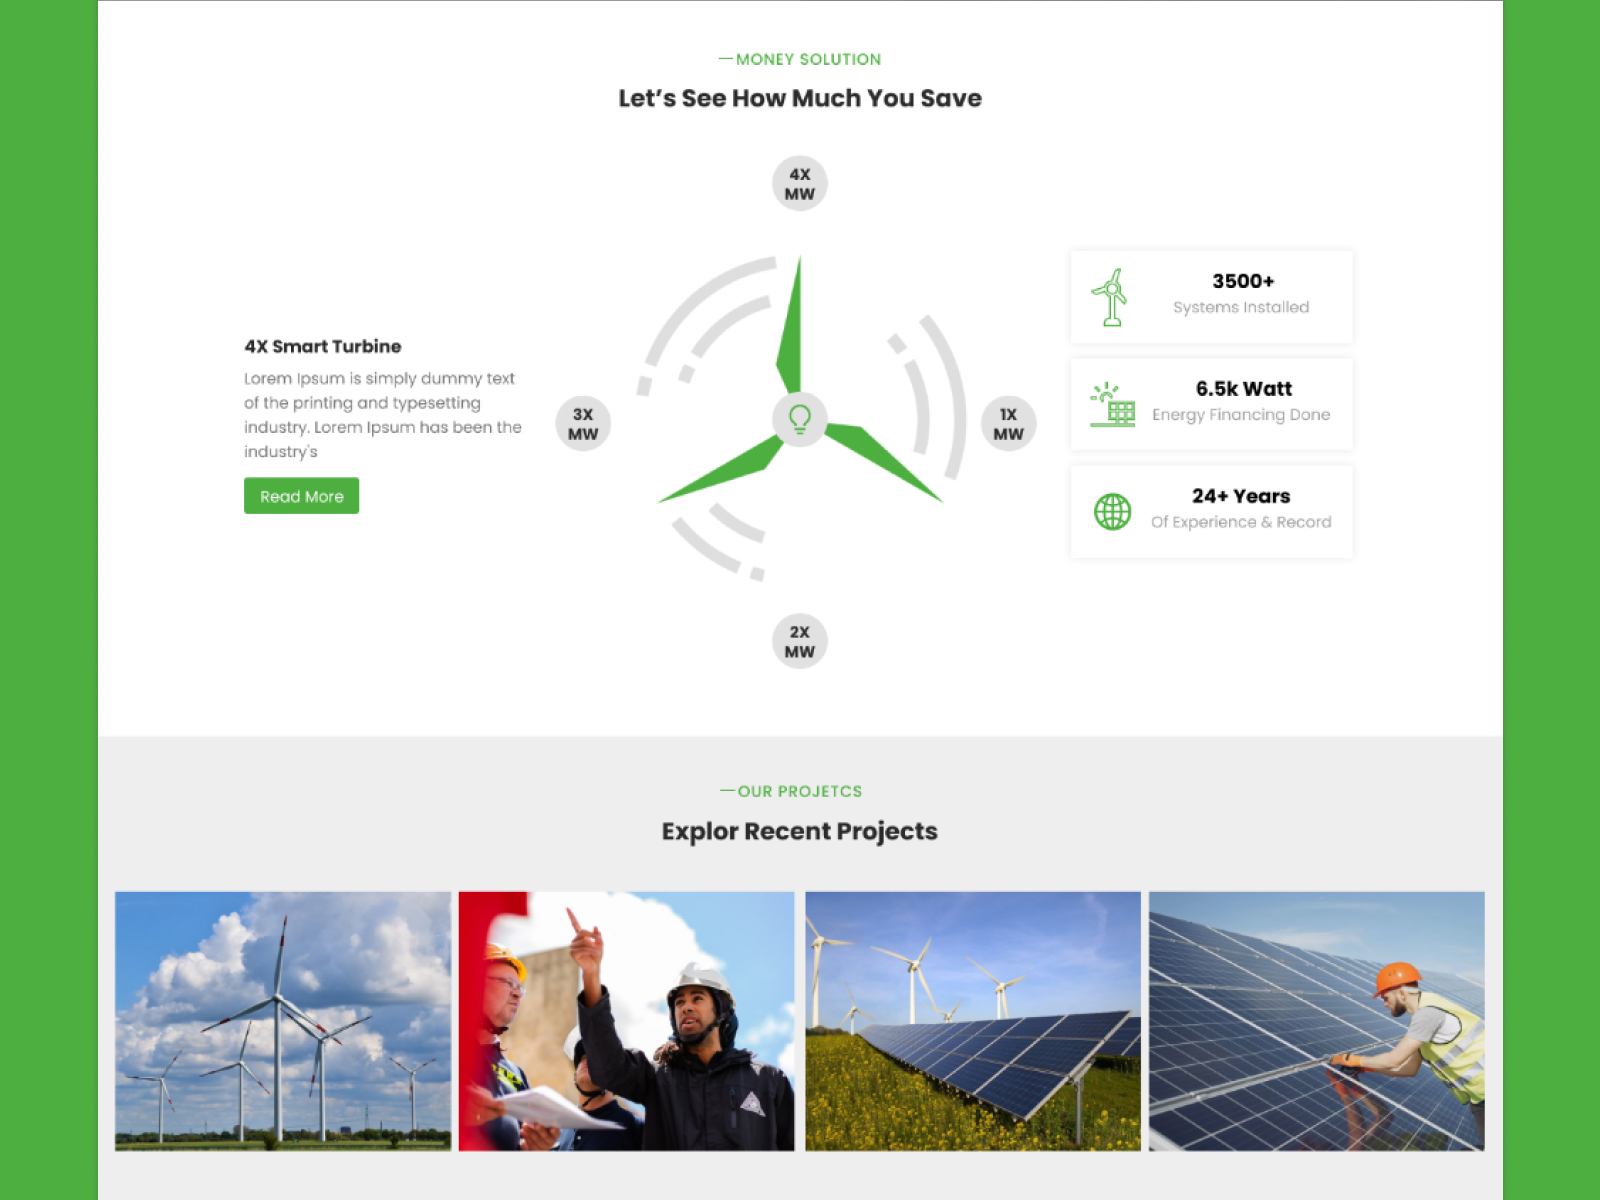 —MONEY SOLUTION
Let’s See How Much You Save
4X
MW
4X Smart Turbine
Lorem Ipsum is simply dummy text
of the printing and typesetting
industry. Lorem Ipsum has been the
industry's
Read More
3X
MW
1X
MW
2X
MW
3500+
Systems Installed
6.5k Watt
Energy Financing Done
24+ Years
Of Experience & Record
—OUR PROJETCS
Explor Recent Projects